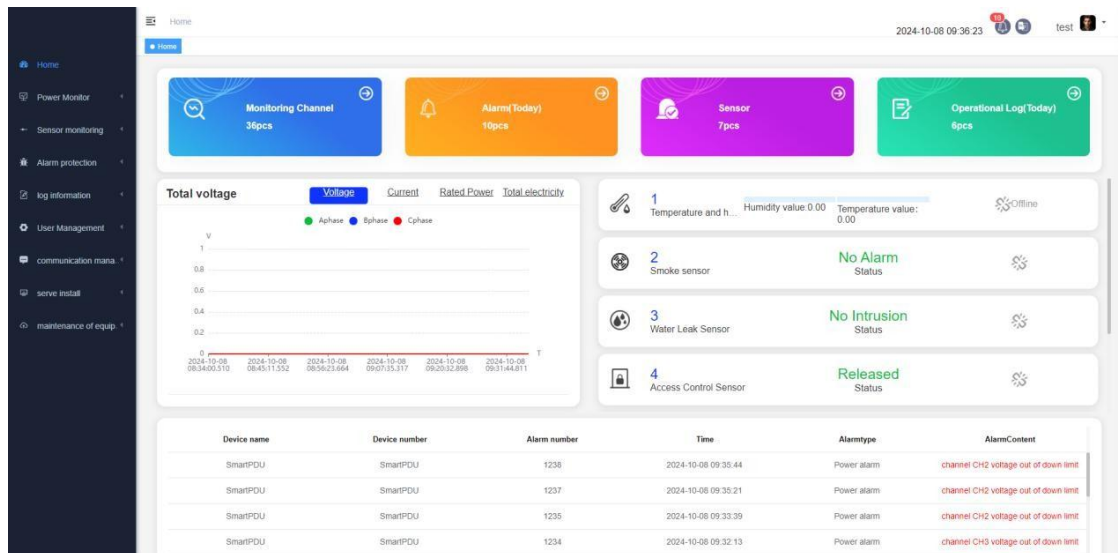 Home
2024-10-08 09:36:23
10
test
Home
Home
Power Monitor
Sensor monitoring
Alarm protection
log information
User Management
communication mana.
serve install
maintenance of equip.
Monitoring Channel
36pcs
Alarm(Today)
10pcs
Sensor
7pcs
Operational Log(Today)
6pcs
Total voltage
Voltage Current Rated Power Total electricity
Aphase Bphase Cphase
V
1
0.8
0.6
0.4
0.2
0
T
2024-10-08 2024-10-08 2024-10-08 2024-10-08 2024-10-08 2024-10-08
08:34:00.510 08:45:11.552 08:56:23.664 09:07:35.317 09:20:32.898 09:31:44.811
1
Temperature and h... Humidity value:0.00 Temperature value:
0.00
Offline
2
Smoke sensor
No Alarm
Status
3
Water Leak Sensor
No Intrusion
Status
4
Access Control Sensor
Released
Status
Device name Device number Alarm number Time Alarmtype AlarmContent
SmartPDU SmartPDU 1238 2024-10-08 09:35:44 Power alarm channel CH2 voltage out of down limit
SmartPDU SmartPDU 1237 2024-10-08 09:35:21 Power alarm channel CH2 voltage out of down limit
SmartPDU SmartPDU 1235 2024-10-08 09:33:39 Power alarm channel CH2 voltage out of down limit
SmartPDU SmartPDU 1234 2024-10-08 09:32:13 Power alarm channel CH3 voltage out of down limit